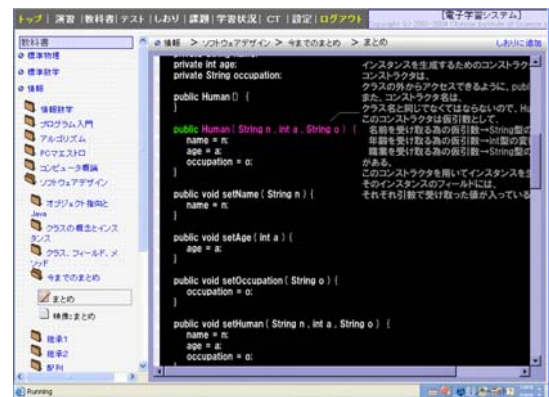 トップ | 演習 | 教科書 | テスト | しおり | 課題 | 学習状況 | CT | 設定 | ログアウト
[電子学習システム]
教科書
情報 > ソフトウェアデザイン > 今までのまとめ > まとめ
しおりに追加
標準物理
標準数学
情報
情報数学
プログラム入門
アルゴリズム
PCマエストロ
コンピュータ概論
ソフトウェアデザイン
オブジェクト指向と
Java
クラスの概念とインス
タンス
クラス、フィールド、メ
ソッド
今までのまとめ
まとめ
映像:まとめ
継承1
継承2
配列
private int age;
private String occupation;
public Human() {
}
public Human ( String n , int a , String o ) {
name = n;
age = a;
occupation = o;
}
public void setName ( String n ) {
name = n;
}
public void setAge ( int a ) {
age = a;
}
public void setOccupation ( String o ) {
occupation = o;
}
public void setHuman ( String n , int a , String o ) {
name = n;
age = a;
occupation = o;
インスタンスを生成するためのコンストラク
コンストラクタは、
クラスの外からアクセスできるように、publ
また、コンストラクタ名は、
クラス名と同じでなくてはならないので、Hu
このコンストラクタは仮引数として、
名前を受け取る為の仮引数→String型の
年齢を受け取る為の仮引数→int型の変
職業を受け取る為の仮引数→String型の
がある。
このコンストラクタを用いてインスタンスを生
そのインスタンスのフィールドには、
それぞれ引数で受け取った値が入っている
Running